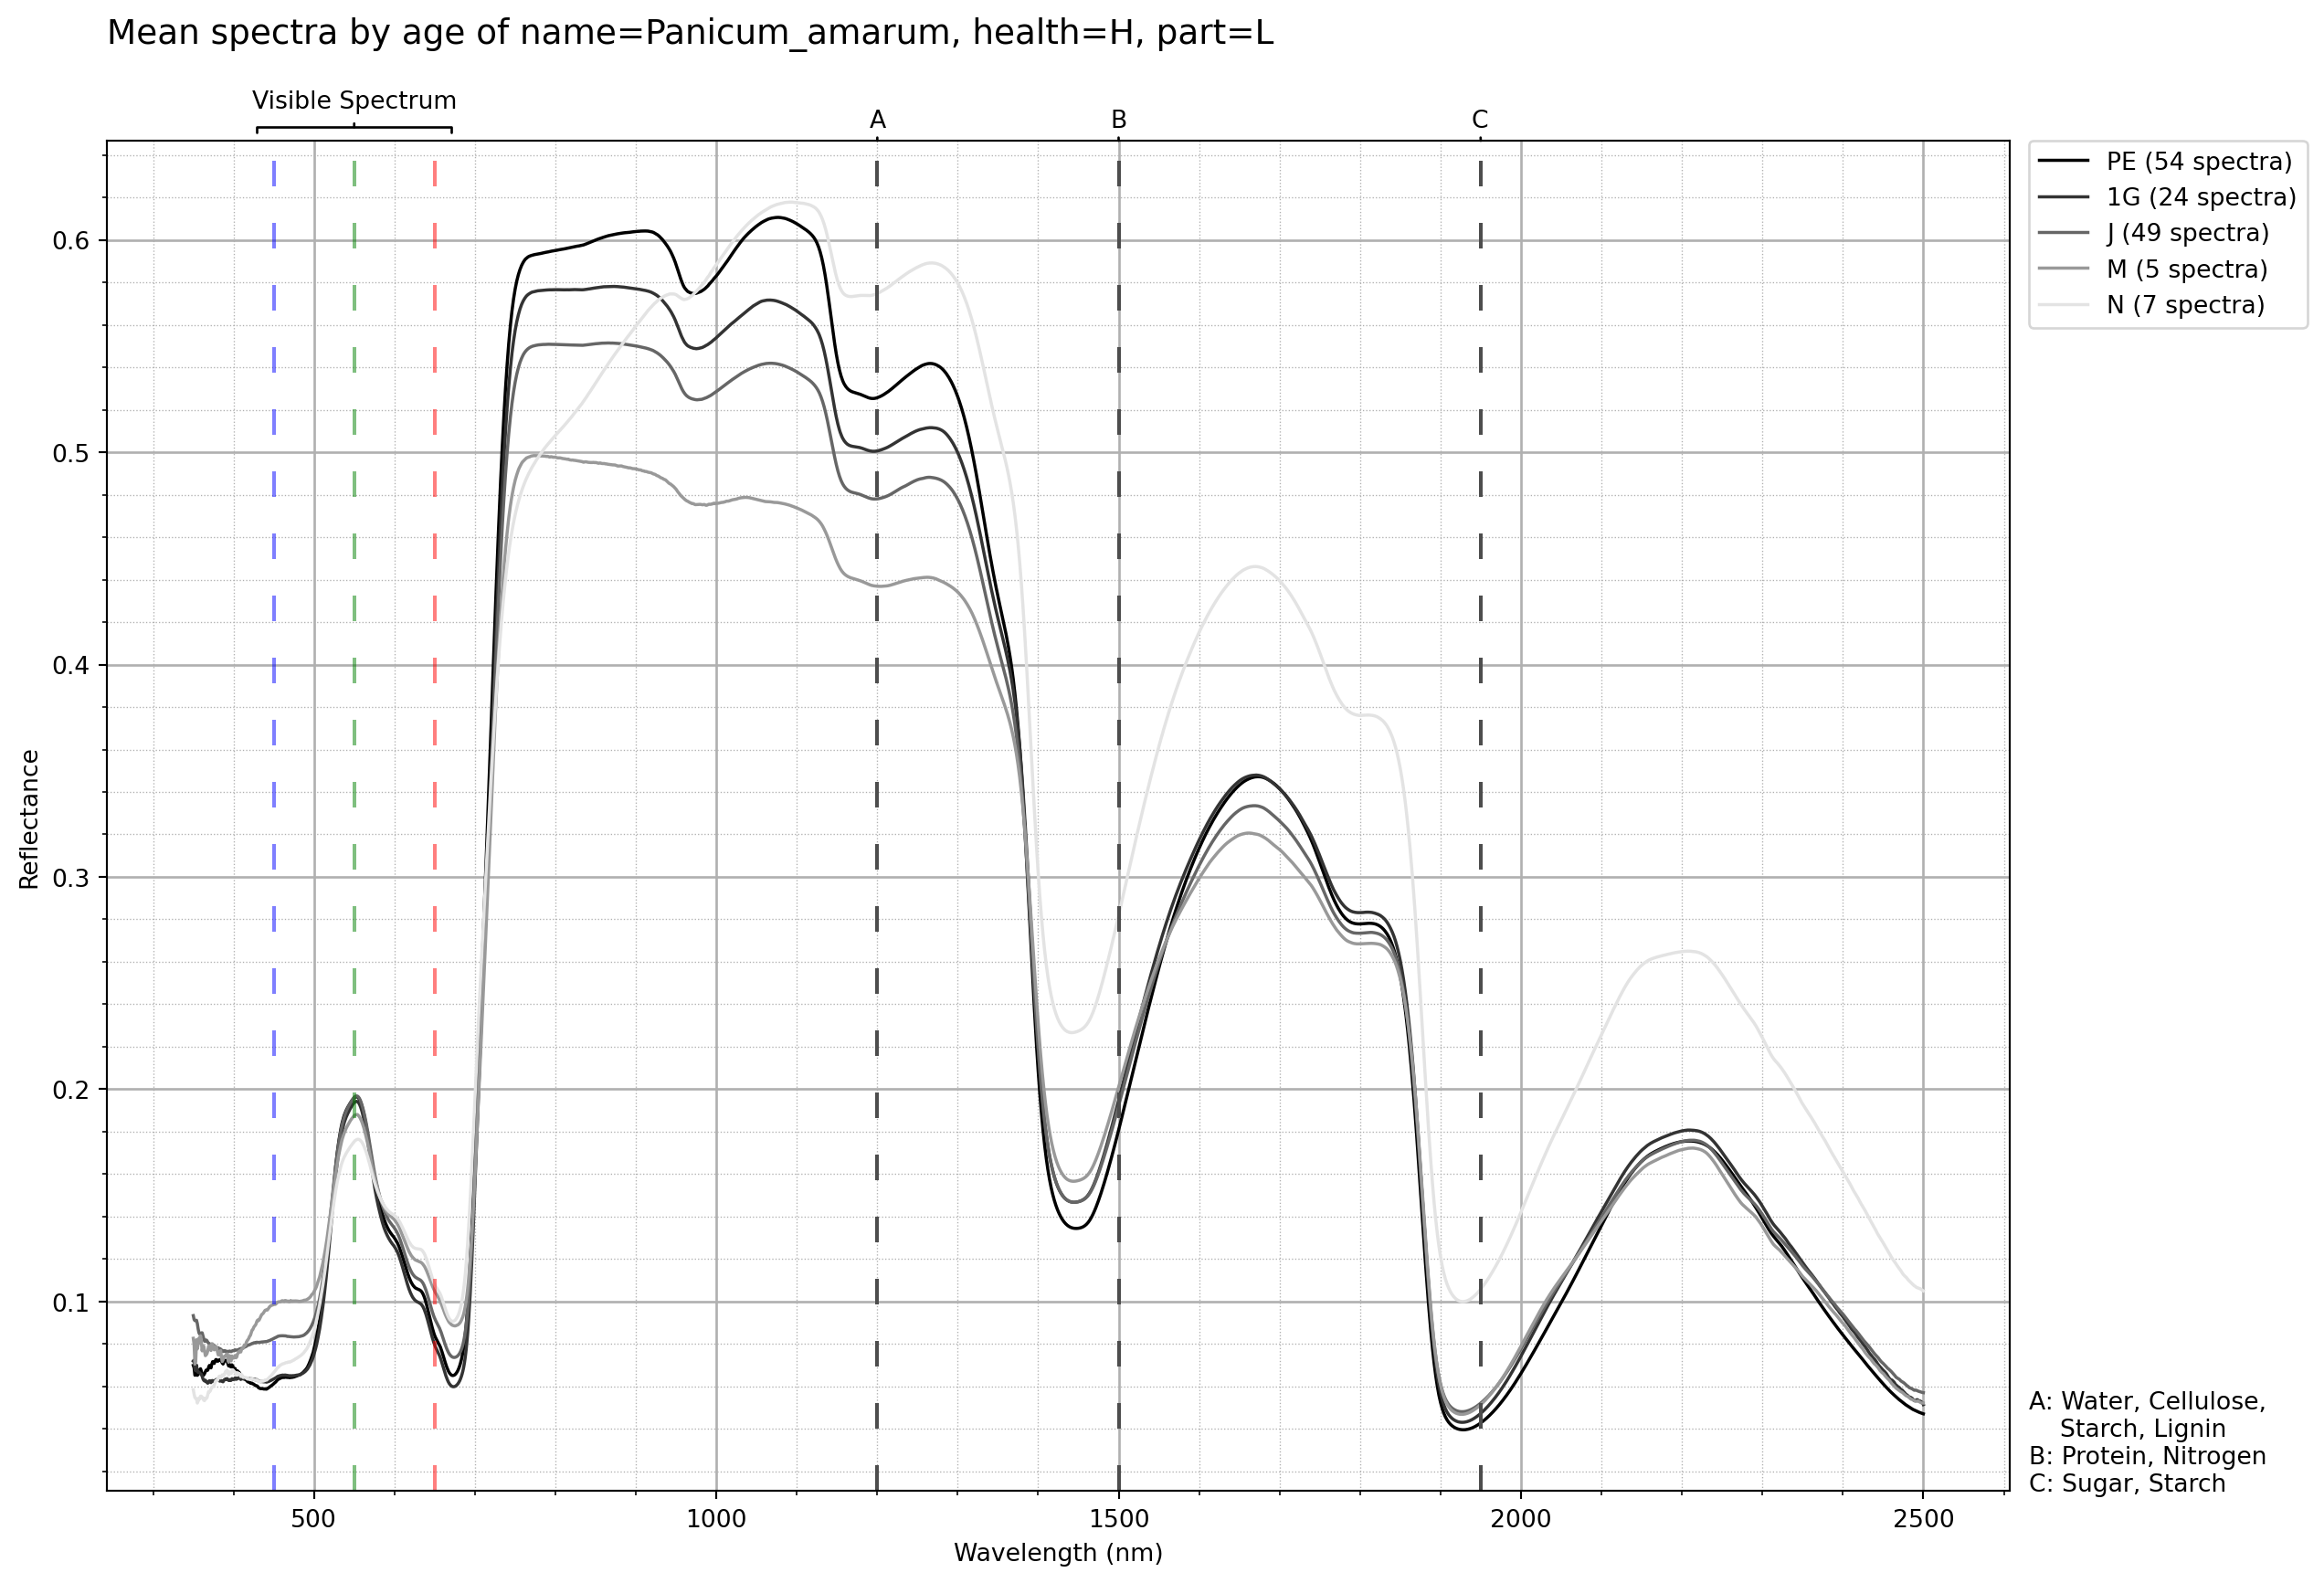 Mean spectra by age of name=Panicum_amarum, health=H, part=L
Visible Spectrum
A
B
C
PE (54 spectra)
1G (24 spectra)
J (49 spectra)
M (5 spectra)
N (7 spectra)
0.6
0.5
0.4
0.3
0.2
0.1
Reflectance
500
1000
1500
2000
2500
Wavelength (nm)
A: Water, Cellulose,
Starch, Lignin
B: Protein, Nitrogen
C: Sugar, Starch